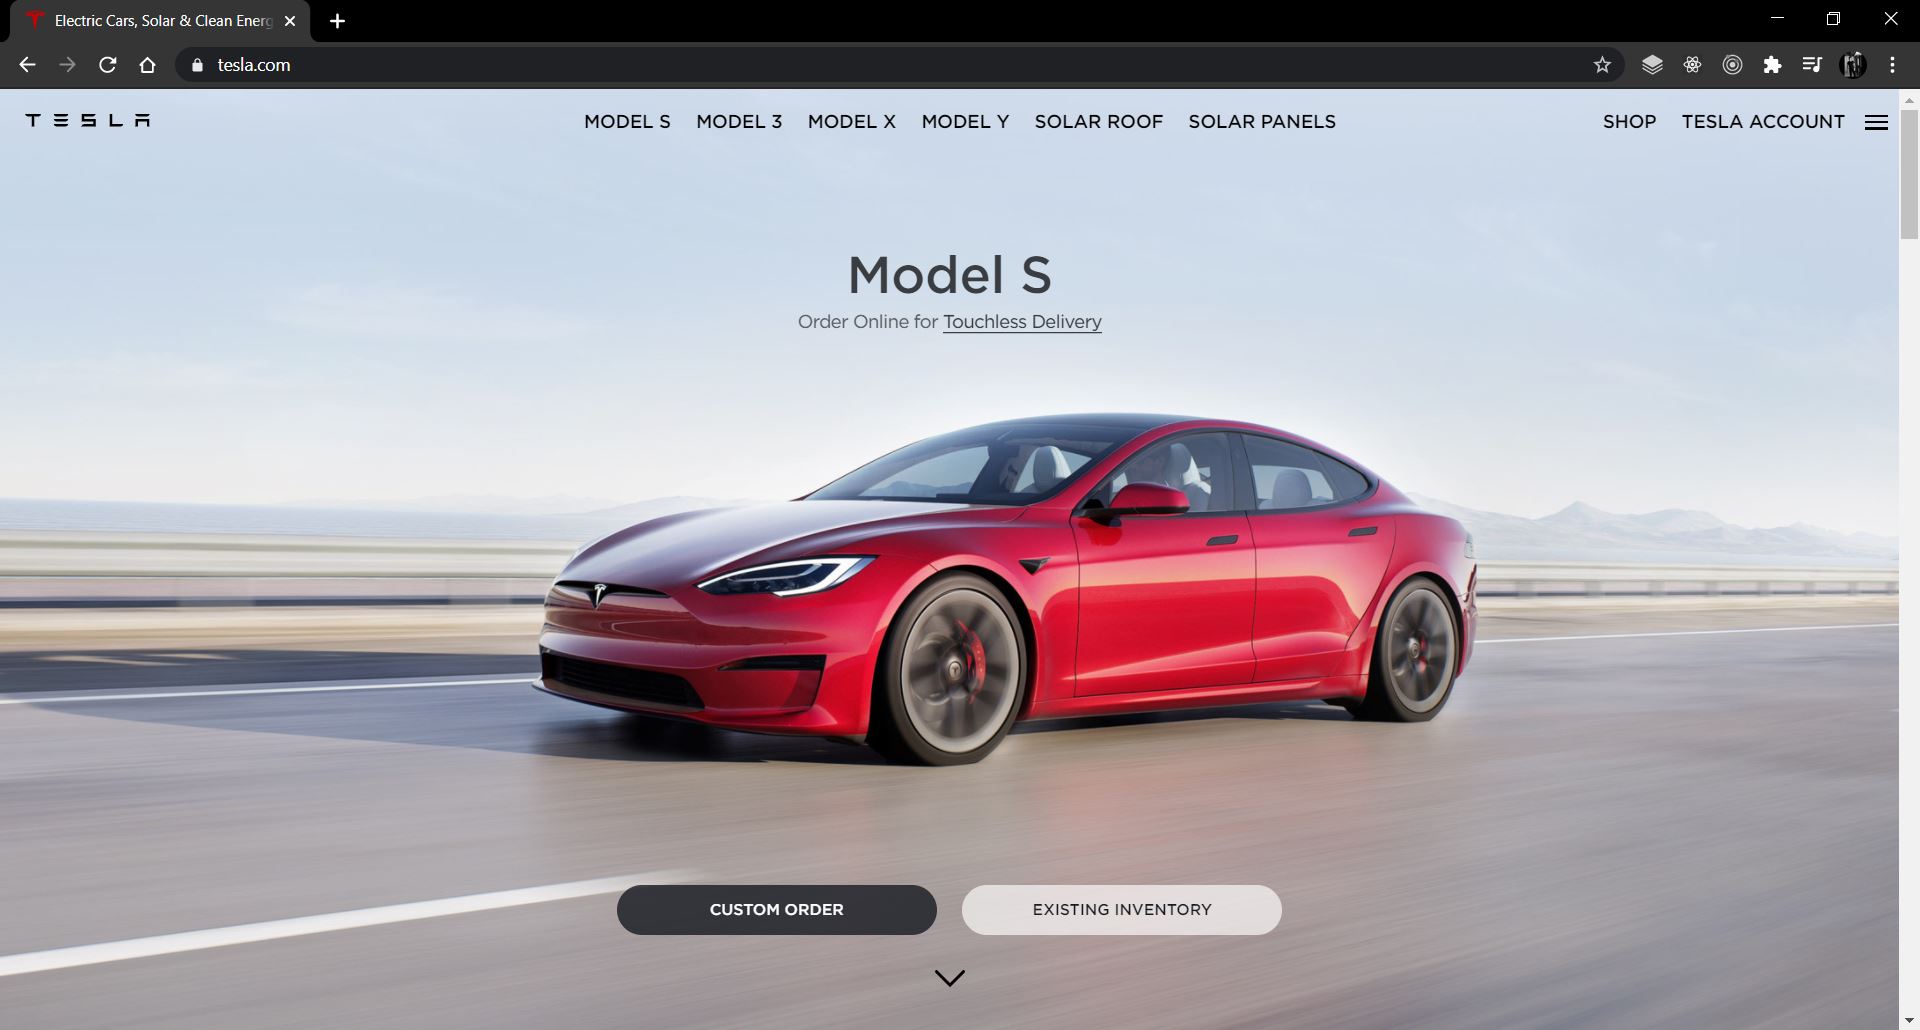 Electric Cars, Solar & Clean Energ
tesla.com
TESLA
MODEL S MODEL 3 MODEL X MODEL Y SOLAR ROOF SOLAR PANELS
SHOP TESLA ACCOUNT
Model S
Order Online for Touchless Delivery
CUSTOM ORDER
EXISTING INVENTORY